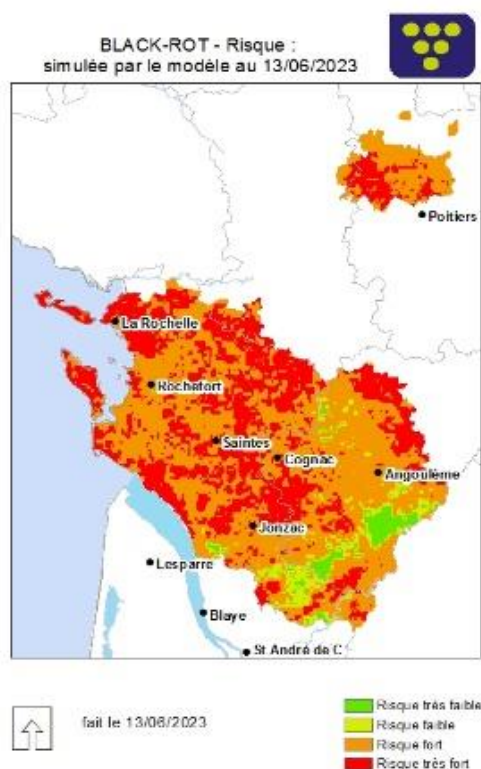 BLACK-ROT - Risque :
simulée par le modèle au 13/06/2023
Poitiers
La Rochelle
Rochefort
Saintes
Cognac
Angoulême
Jonzac
Lesparre
Blaye
St André de C
fait le 13/06/2023
Risque très faible
Risque faible
Risque fort
Risque très fort